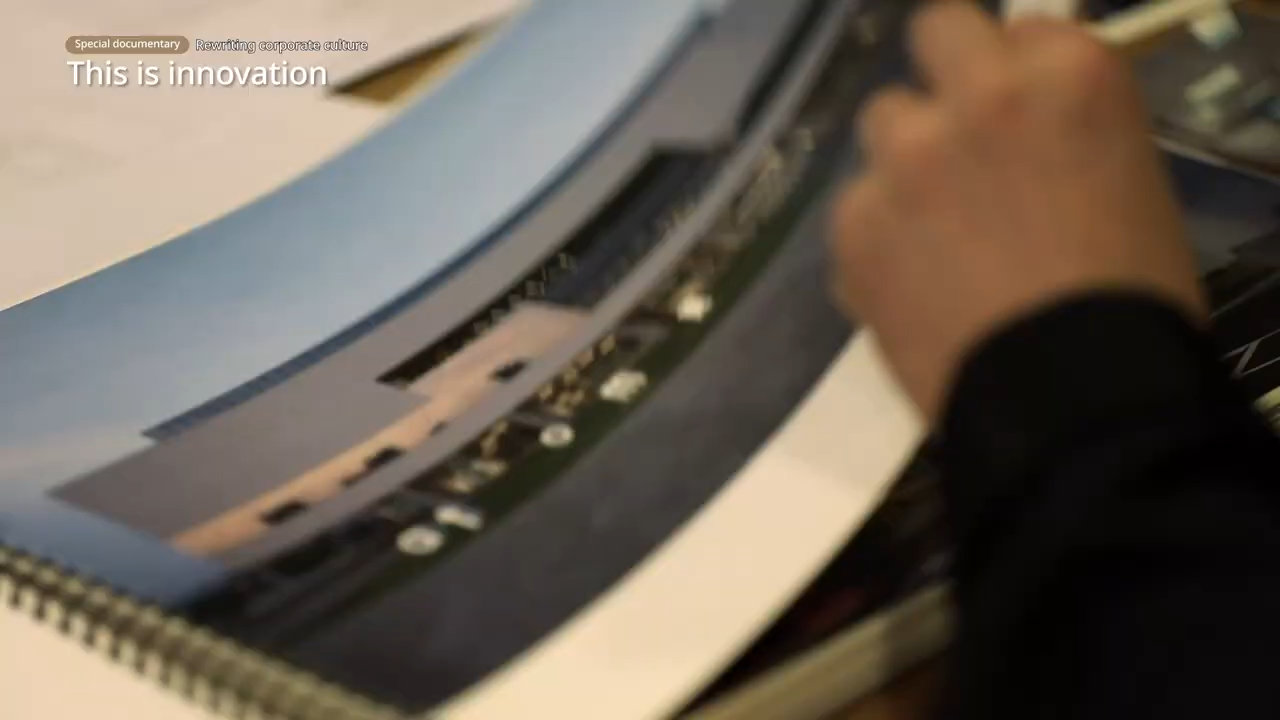 Special documentary Rewriting corporate culture
This is innovation